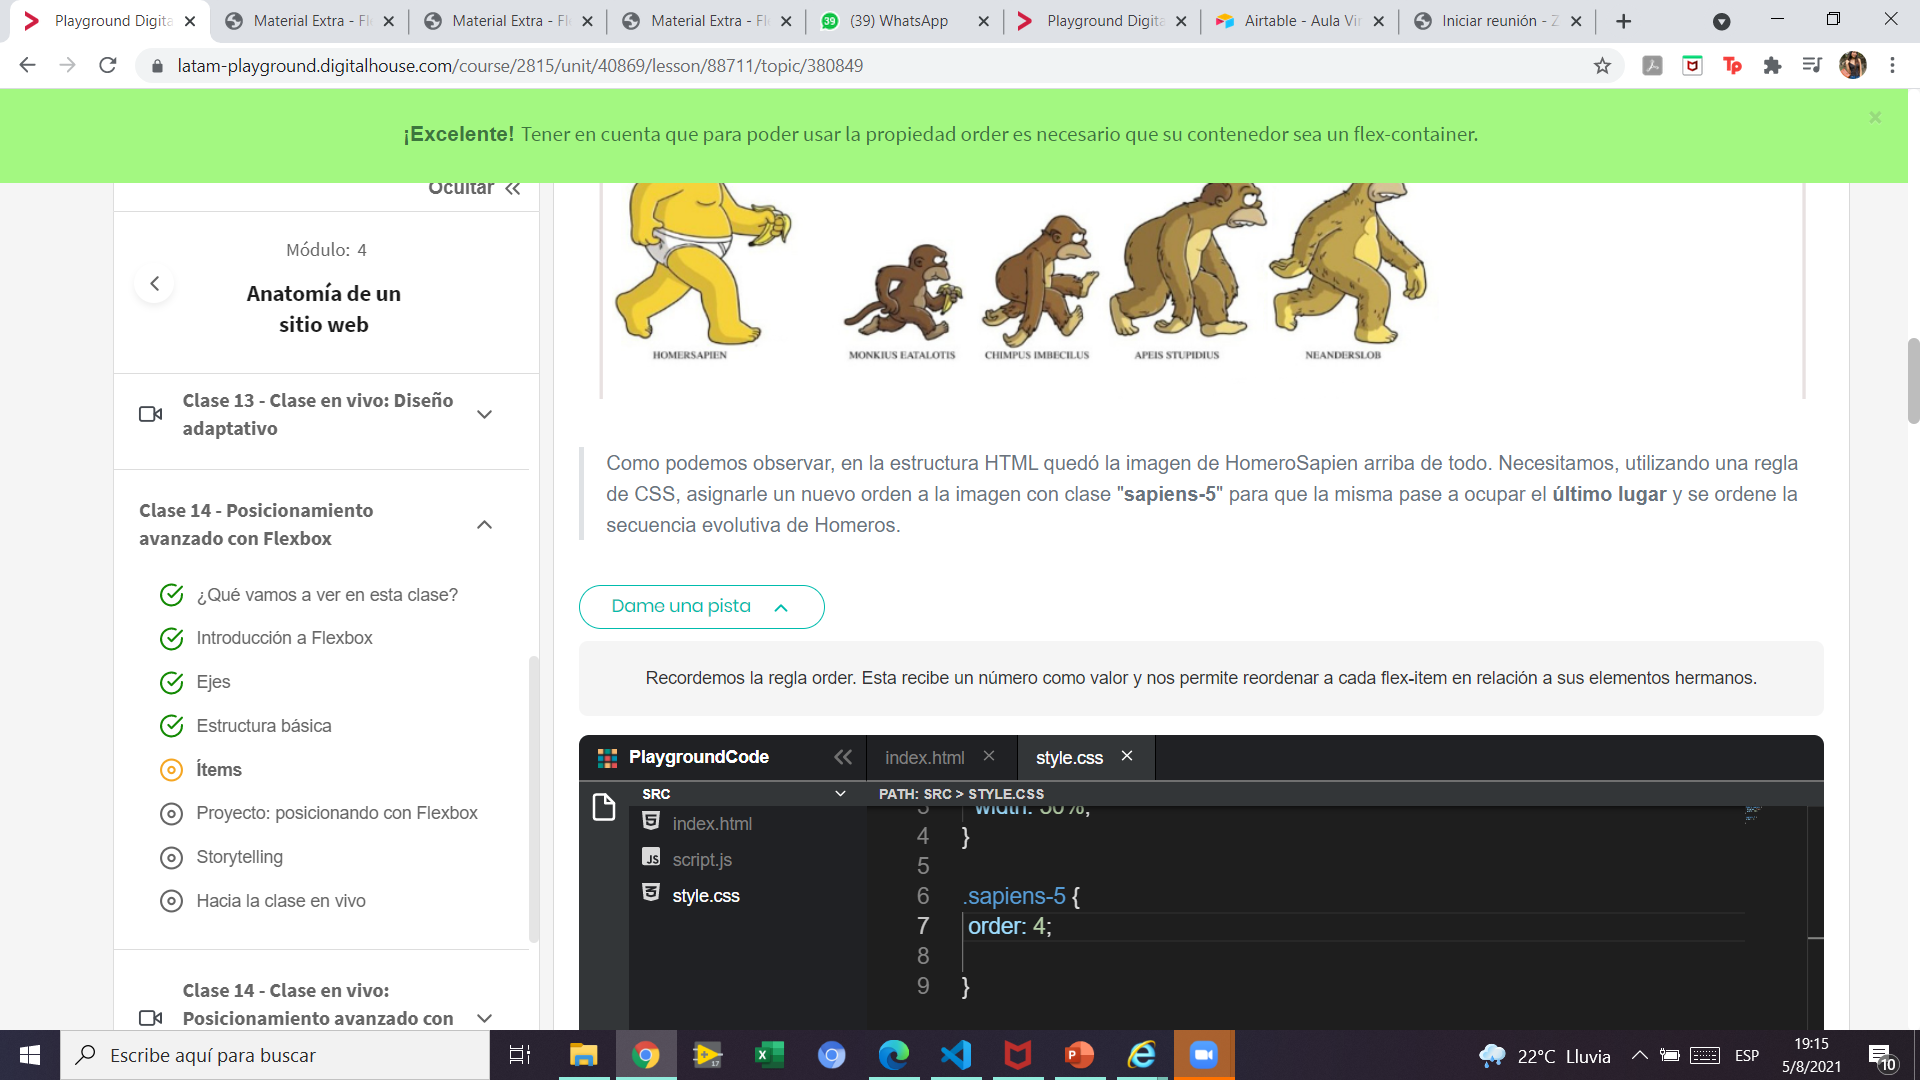 Playground Digita
Material Extra - Fl
Material Extra - Fl
Material Extra - Fl
39
(39) WhatsApp
Playground Digita
Airtable - Aula Vir
Iniciar reunión - Z
latam-playground.digitalhouse.com/course/2815/unit/40869/lesson/88711/topic/380849
¡Excelente! Tener en cuenta que para poder usar la propiedad order es necesario que su contenedor sea un flex-container.
Ocultar
Módulo: 4
Anatomía de un
sitio web
Clase 13 - Clase en vivo: Diseño
adaptativo
Clase 14 - Posicionamiento
avanzado con Flexbox
¿Qué vamos a ver en esta clase?
Introducción a Flexbox
Ejes
Estructura básica
Ítems
Proyecto: posicionando con Flexbox
Storytelling
Hacia la clase en vivo
Clase 14 - Clase en vivo:
Posicionamiento avanzado con
HOMERSAPIEN
MONKIUS EATALOTIS
CHIMPUS IMBECILUS
APEIS STUPIDIUS
NEANDERSLOB
Como podemos observar, en la estructura HTML quedó la imagen de HomeroSapien arriba de todo. Necesitamos, utilizando una regla
de CSS, asignarle un nuevo orden a la imagen con clase "sapiens-5" para que la misma pase a ocupar el último lugar y se ordene la
secuencia evolutiva de Homeros.
Dame una pista
Recordemos la regla order. Esta recibe un número como valor y nos permite reordenar a cada flex-item en relación a sus elementos hermanos.
PlaygroundCode
index.html
style.css
SRC
PATH: SRC > STYLE.CSS
index.html
script.js
style.css
3 width: 50%;
4 }
5
6 .sapiens-5 {
7 order: 4;
8
9 }
Escribe aquí para buscar
22°C Lluvia
ESP
19:15
5/8/2021
10